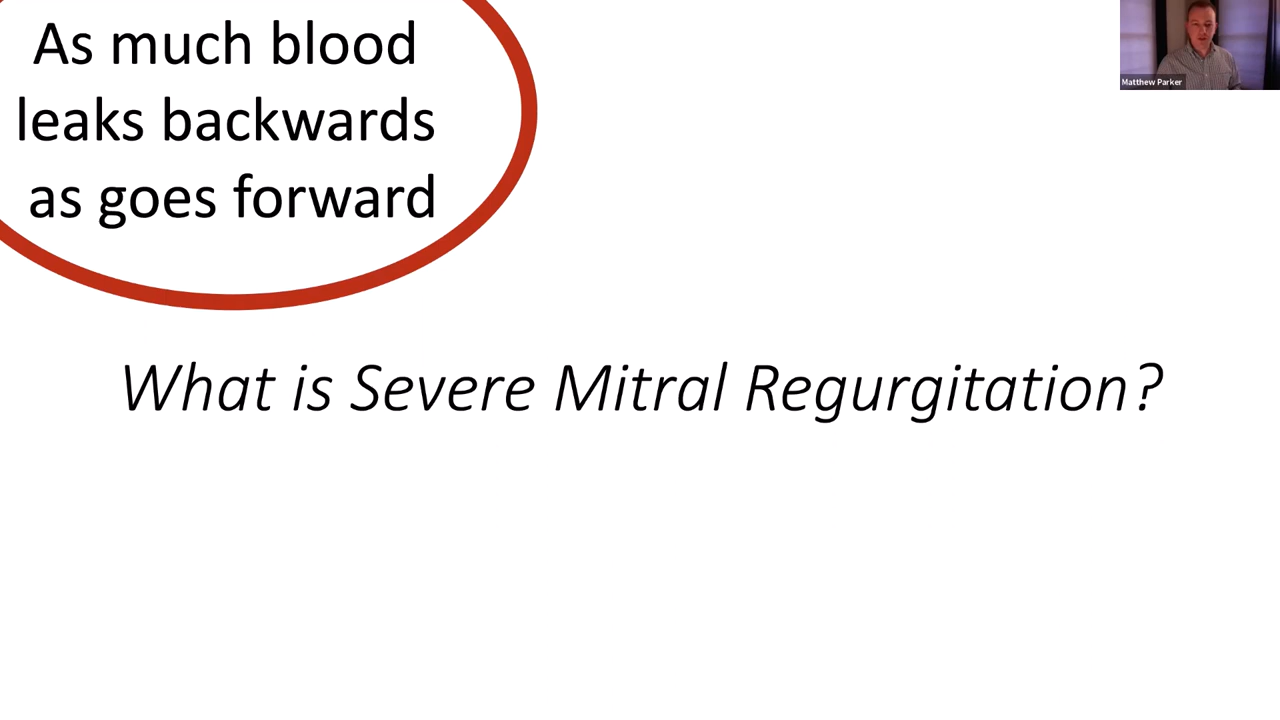 As much blood
leaks backwards
as goes forward
Matthew Parker
What is Severe Mitral Regurgitation?